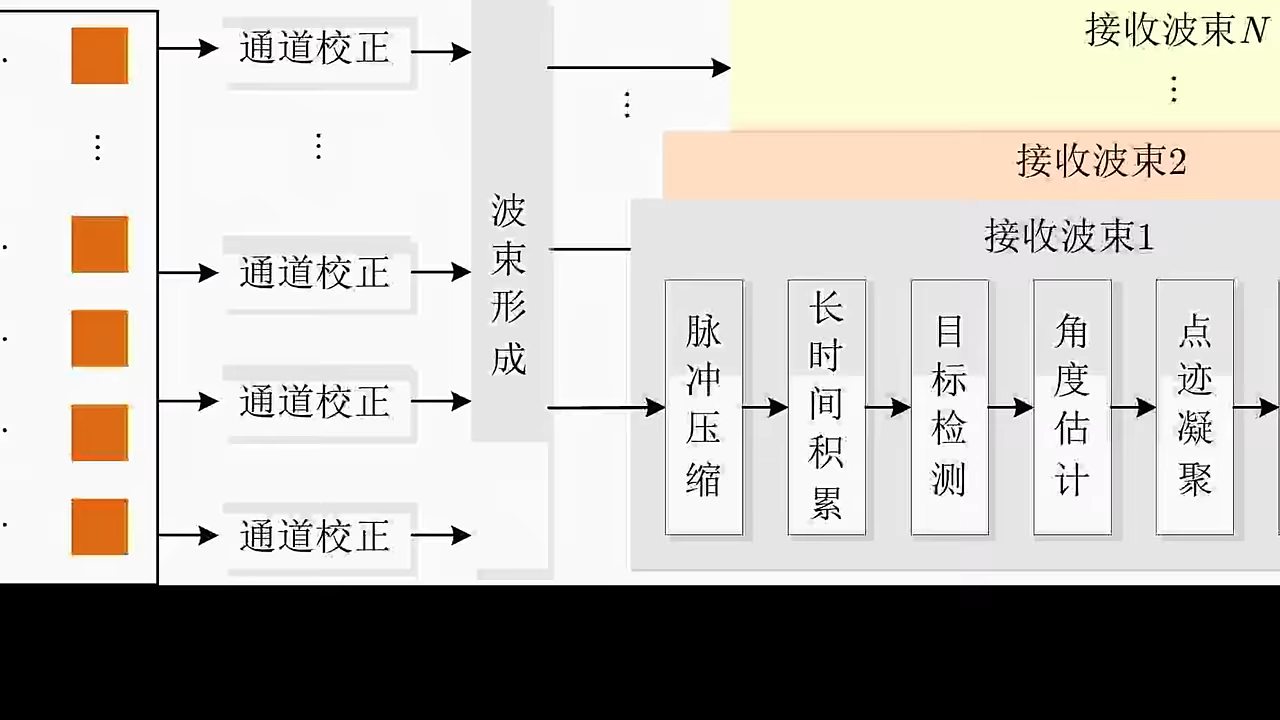 通道校正
通道校正
通道校正
通道校正
波束形成
接收波束N
接收波束2
接收波束1
脉冲压缩
长时间积累
目标检测
角度估计
点迹凝聚